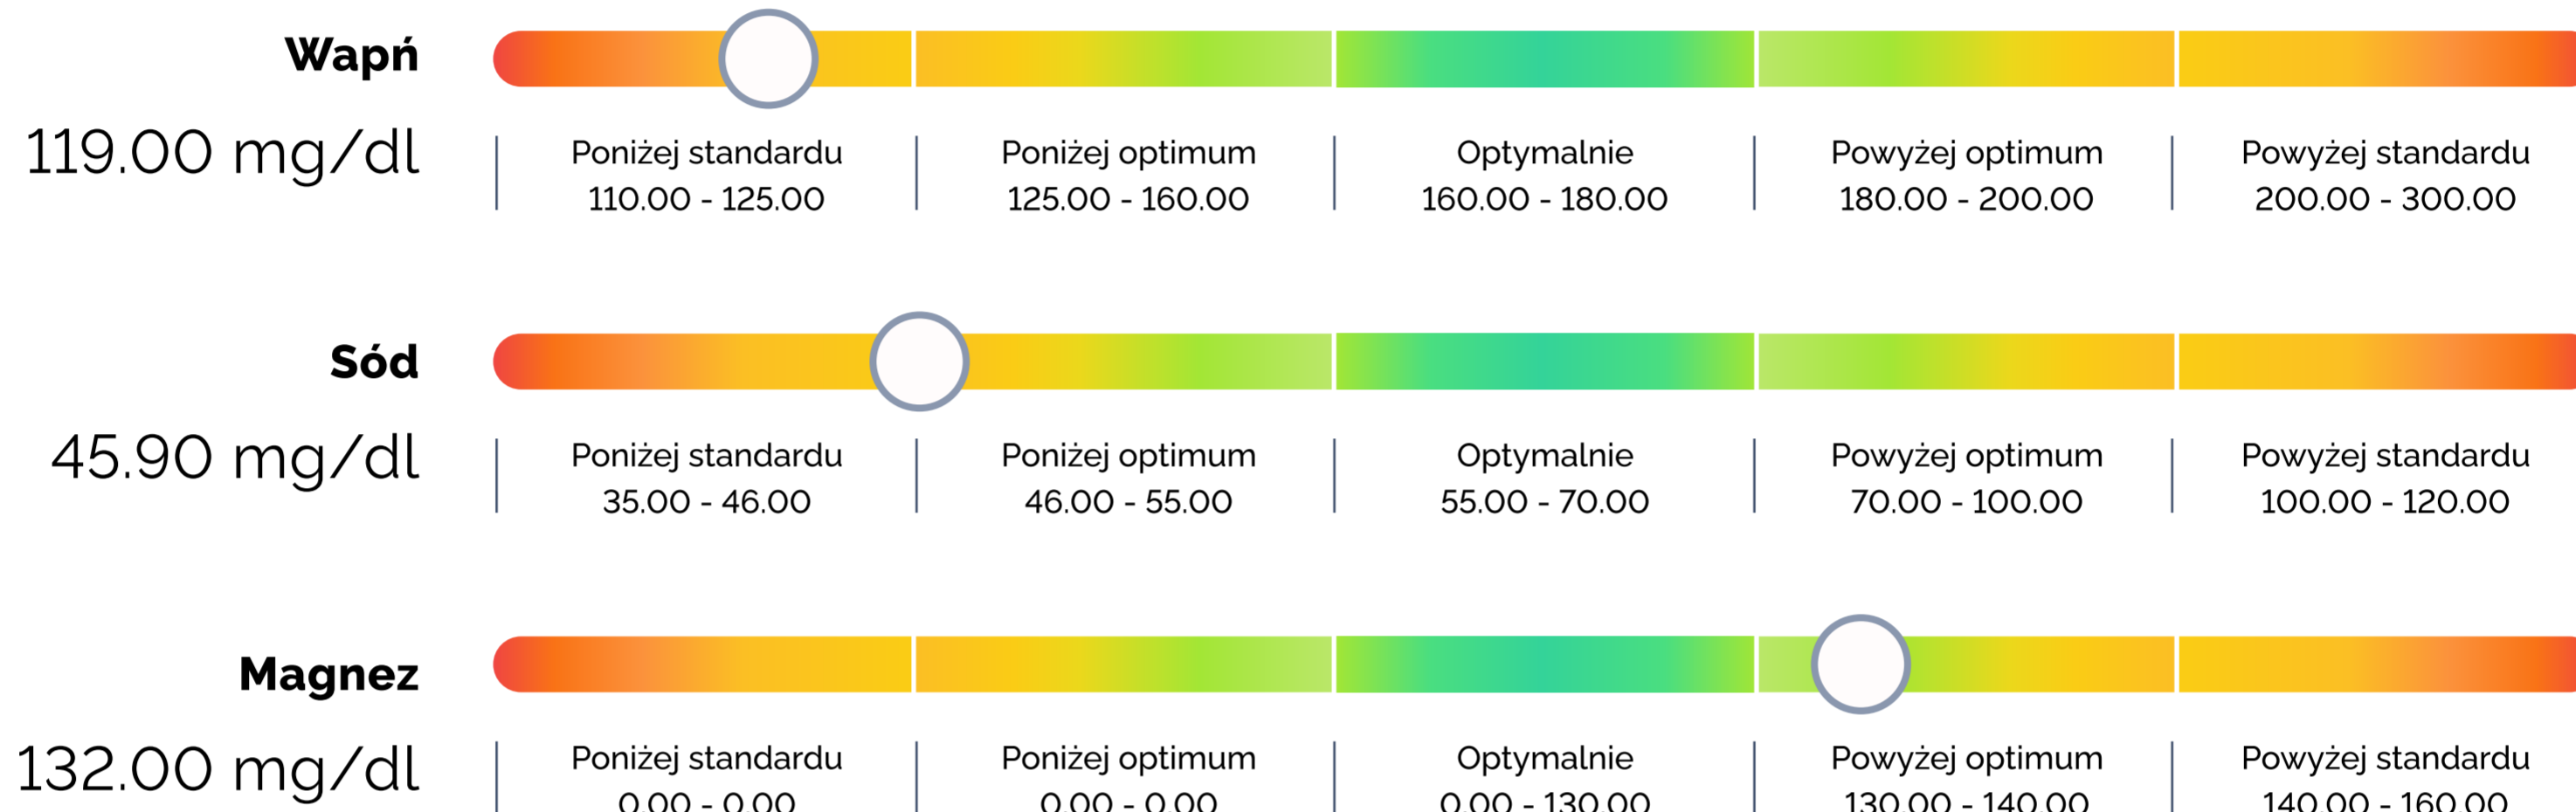 Wapń
119.00 mg/dl
Poniżej standardu
110.00 - 125.00
Poniżej optimum
125.00 - 160.00
Optymalnie
160.00 - 180.00
Powyżej optimum
180.00 - 200.00
Powyżej standardu
200.00 - 300.00
Sód
45.90 mg/dl
Poniżej standardu
35.00 - 46.00
Poniżej optimum
46.00 - 55.00
Optymalnie
55.00 - 70.00
Powyżej optimum
70.00 - 100.00
Powyżej standardu
100.00 - 120.00
Magnez
132.00 mg/dl
Poniżej standardu
0.00 - 0.00
Poniżej optimum
0.00 - 0.00
Optymalnie
0.00 - 130.00
Powyżej optimum
130.00 - 140.00
Powyżej standardu
140.00 - 160.00